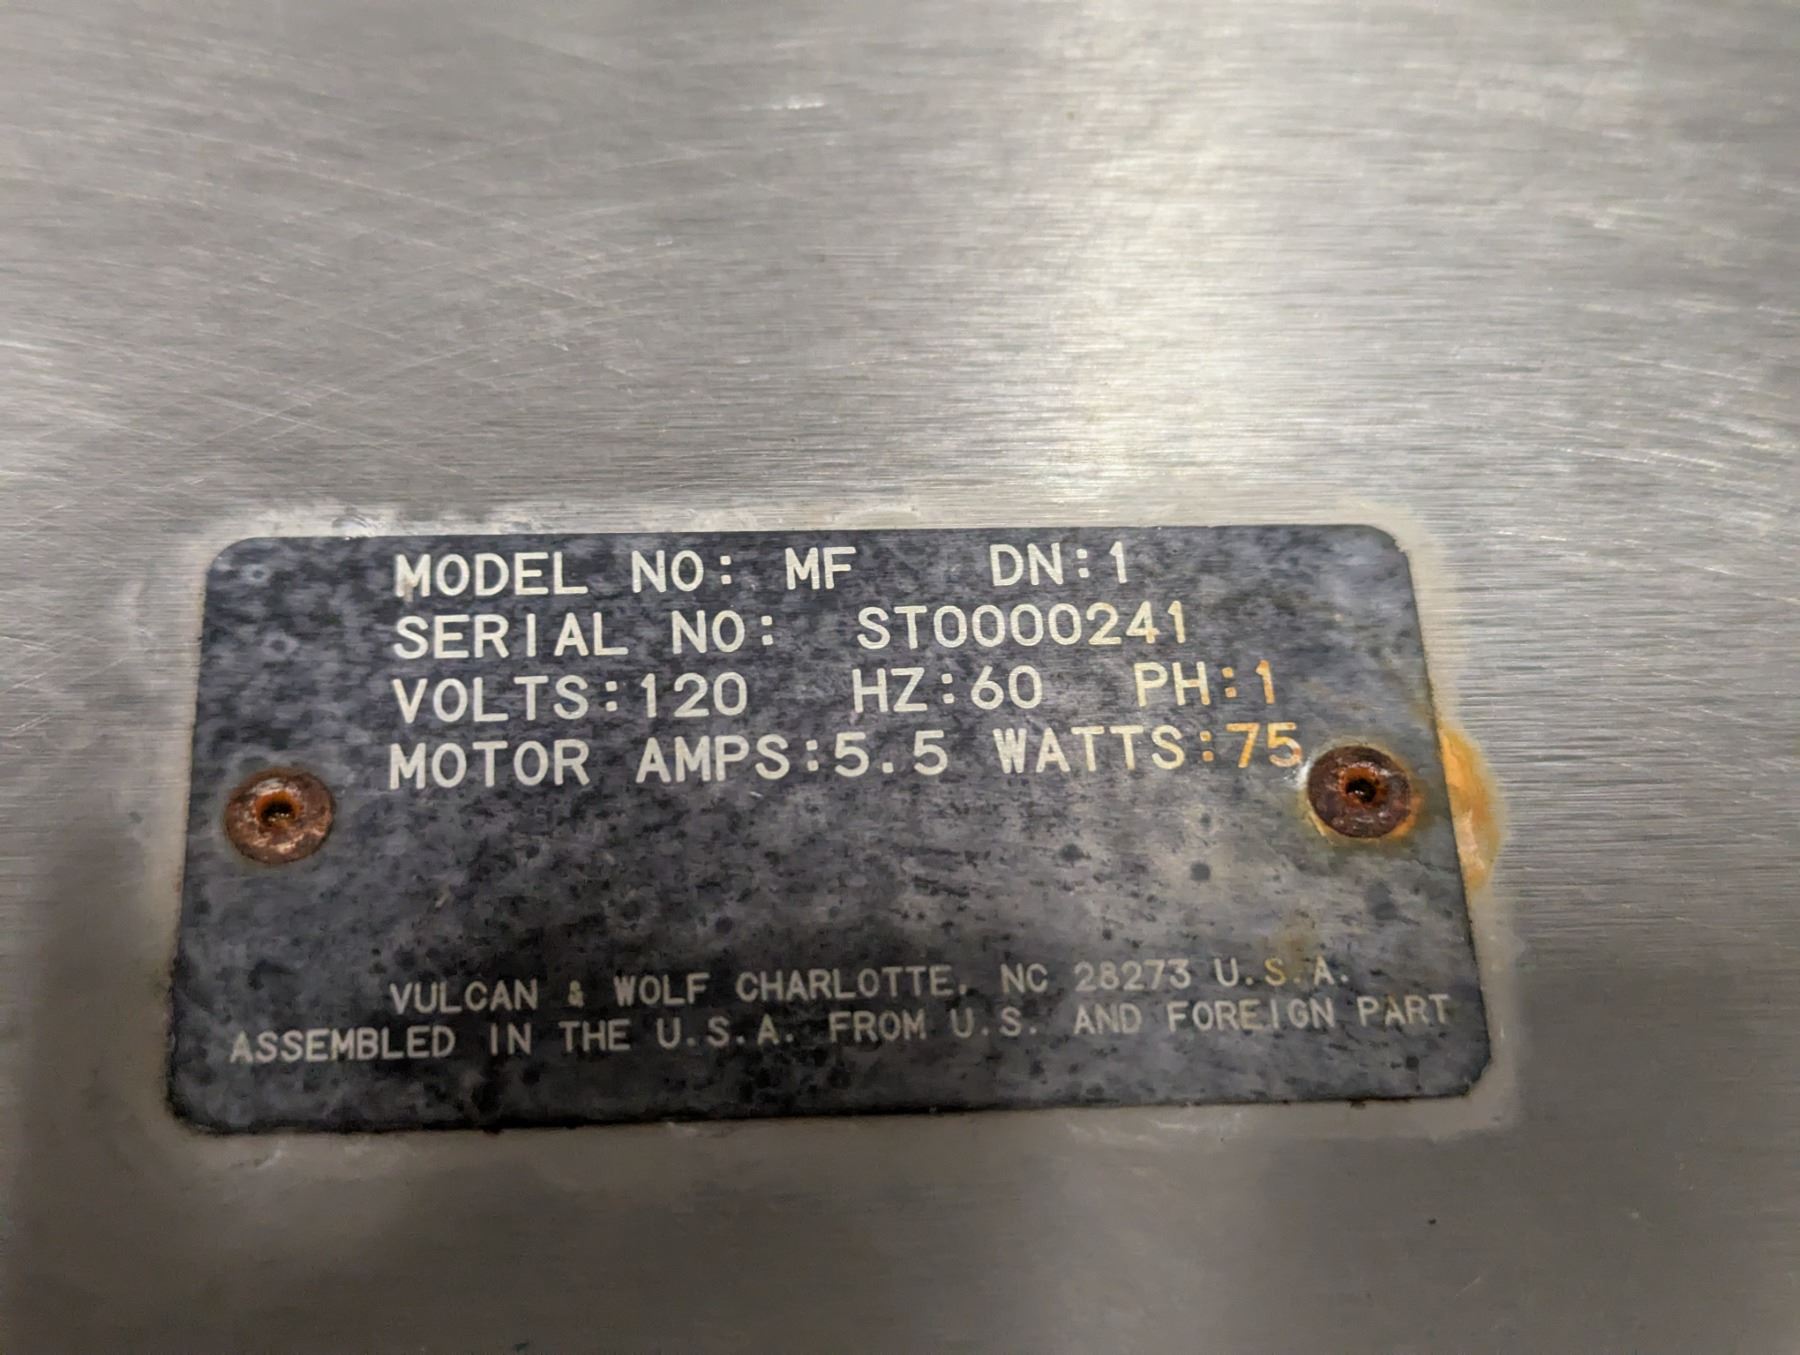 MODEL NO: MF DN:1
SERIAL NO: ST0000241
VOLTS:120 HZ:60 PH:1
MOTOR AMPS:5.5 WATTS:75
VULCAN & WOLF CHARLOTTE, NC 28273 U.S.A.
ASSEMBLED IN THE U.S.A. FROM U.S. AND FOREIGN PART